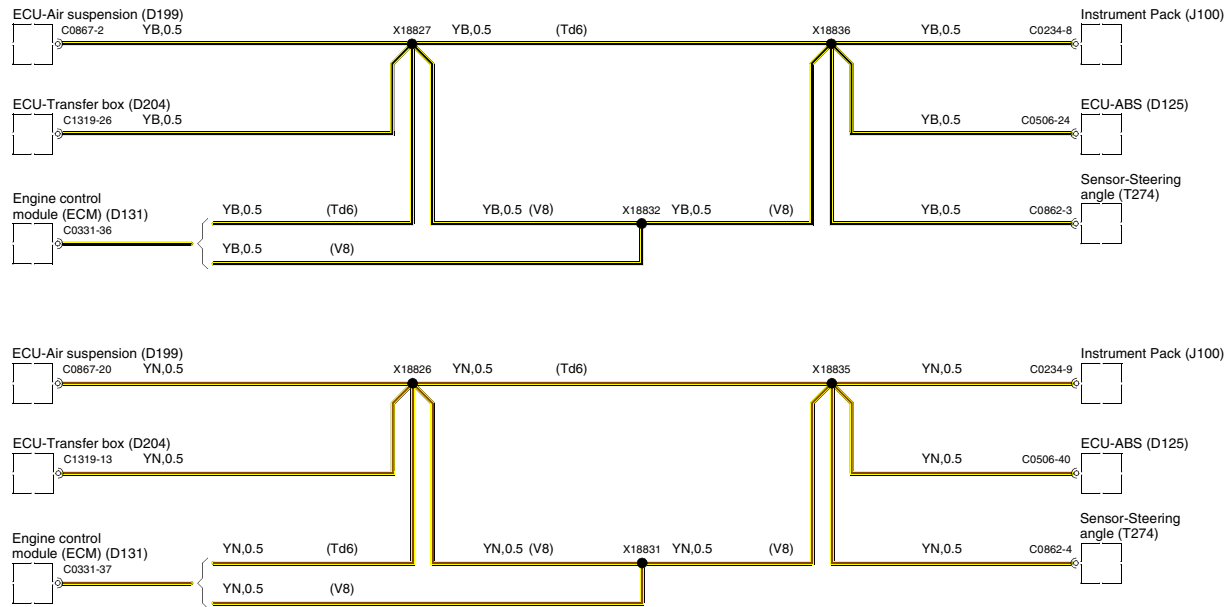 ECU-Air suspension (D199)
C0867-2 YB,0.5 X18827 YB,0.5 (Td6) X18836 YB,0.5 C0234-8
Instrument Pack (J100)
ECU-Transfer box (D204)
C1319-26 YB,0.5
ECU-ABS (D125)
YB,0.5 C0506-24
Engine control
module (ECM) (D131)
C0331-36
YB,0.5 (Td6) YB,0.5 (V8) X18832 YB,0.5 (V8)
YB,0.5 (V8)
Sensor-Steering
angle (T274)
YB,0.5 C0862-3
ECU-Air suspension (D199)
C0867-20 YN,0.5 X18826 YN,0.5 (Td6) X18835 YN,0.5 C0234-9
Instrument Pack (J100)
ECU-Transfer box (D204)
C1319-13 YN,0.5
ECU-ABS (D125)
YN,0.5 C0506-40
Engine control
module (ECM) (D131)
C0331-37
YN,0.5 (Td6) YN,0.5 (V8) X18831 YN,0.5 (V8)
YN,0.5 (V8)
Sensor-Steering
angle (T274)
YN,0.5 C0862-4